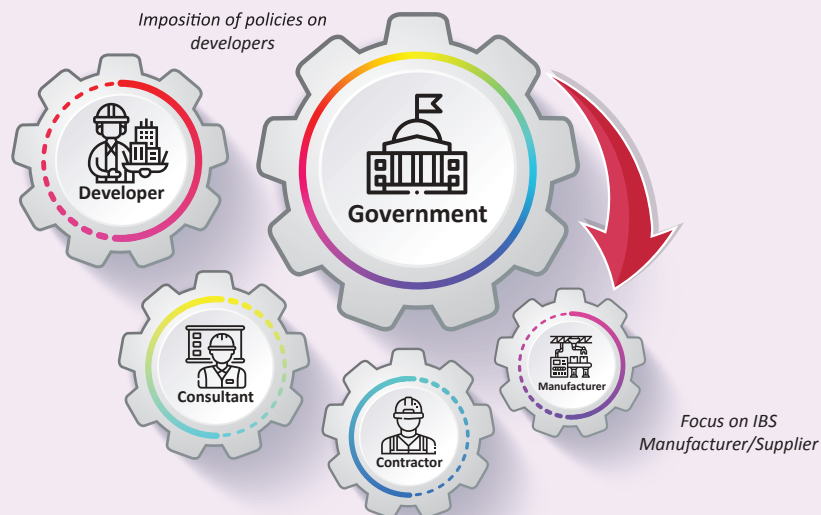 Imposition of policies on
developers
Developer
Government
Consultant
Contractor
Manufacturer
Focus on IBS
Manufacturer/Supplier